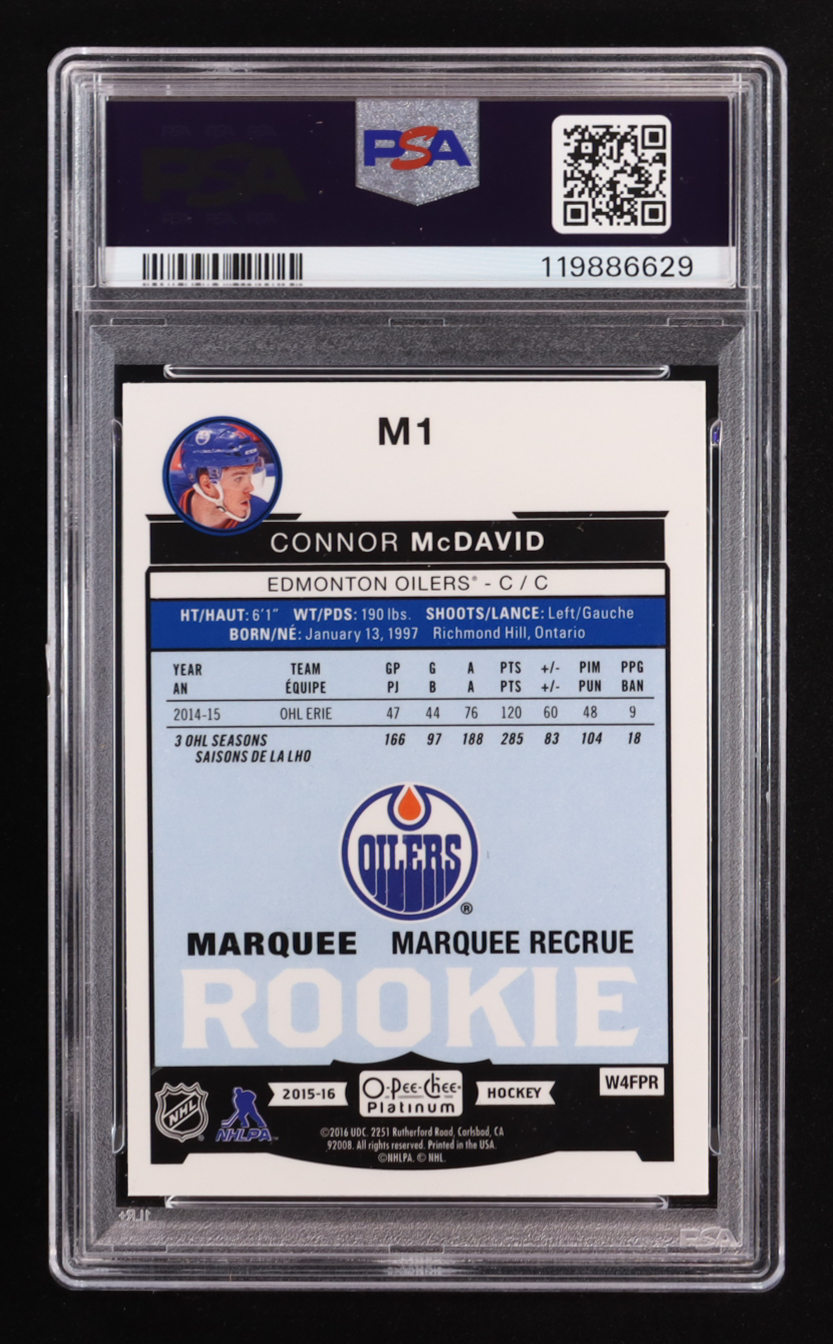 PSA
119886629
M1
CONNOR McDAVID
EDMONTON OILERS® - C / C
HT/HAUT: 6'1" WT/PDS: 190 lbs. SHOOTS/LANCE: Left/Gauche
BORN/NÉ: January 13, 1997 Richmond Hill, Ontario
YEAR TEAM GP G A PTS +/- PIM PPG
AN ÉQUIPE PJ B A PTS +/- PUN BAN
2014-15 OHL ERIE 47 44 76 120 60 48 9
3 OHL SEASONS 166 97 188 285 83 104 18
SAISONS DE LA LHO
OILERS
®
MARQUEE MARQUEE RECRUE
ROOKIE
W4FPR
NHL NHLPA 2015-16 O-Pee-Chee Platinum HOCKEY
©2016 UDC. 2251 Rutherford Road, Carlsbad, CA
92008. All rights reserved. Printed in the USA.
©NHLPA. © NHL.
PSA